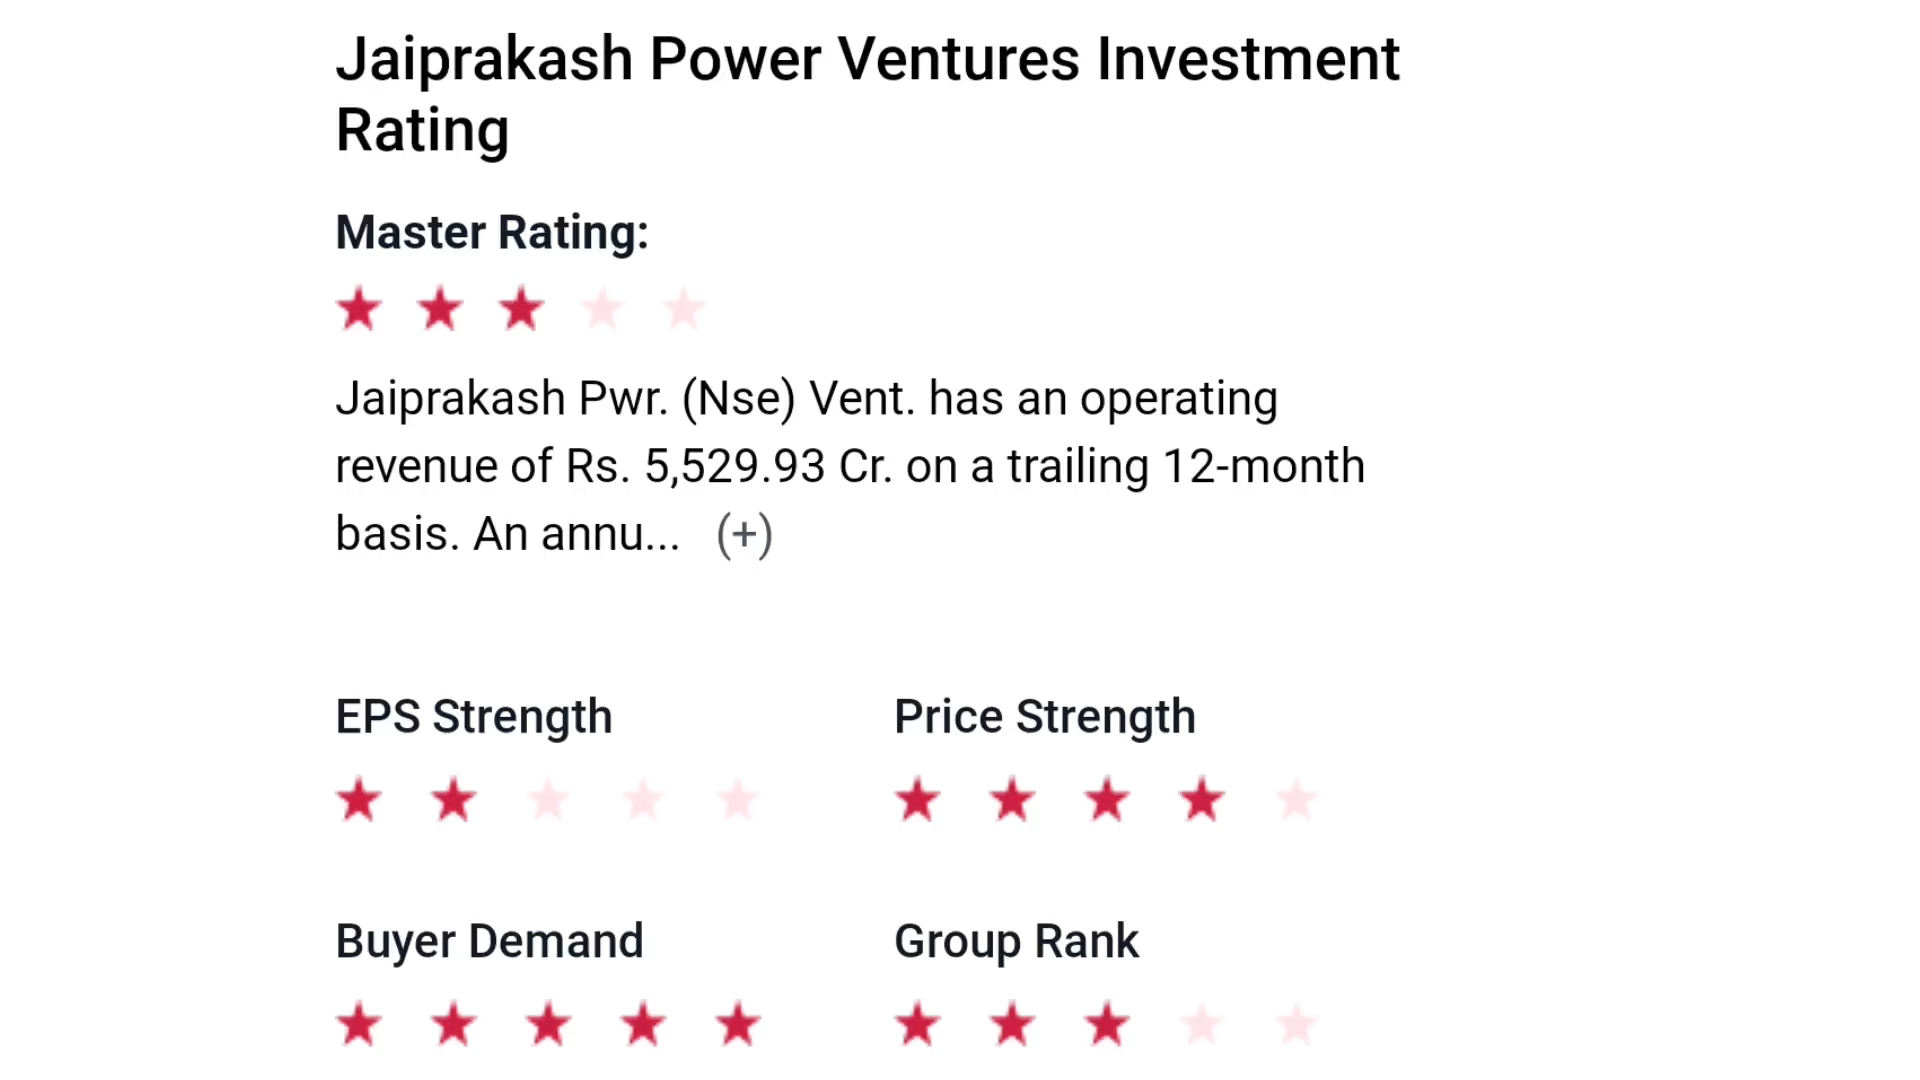 Jaiprakash Power Ventures Investment
Rating
Master Rating:
Jaiprakash Pwr. (Nse) Vent. has an operating
revenue of Rs. 5,529.93 Cr. on a trailing 12-month
basis. An annu... (+)
EPS Strength
Price Strength
Buyer Demand
Group Rank